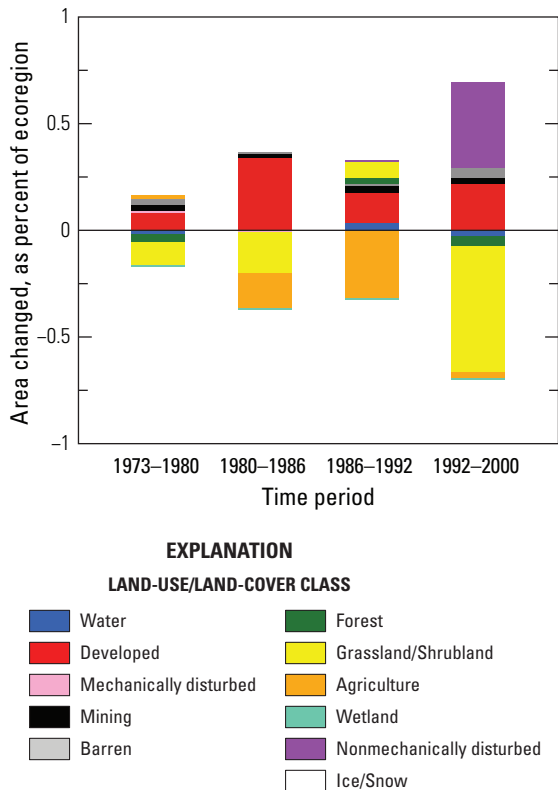 Area changed, as percent of ecoregion
1
0.5
0
−0.5
−1
1973–1980 1980–1986 1986–1992 1992–2000
Time period
EXPLANATION
LAND-USE/LAND-COVER CLASS
Water
Developed
Mechanically disturbed
Mining
Barren
Forest
Grassland/Shrubland
Agriculture
Wetland
Nonmechanically disturbed
Ice/Snow